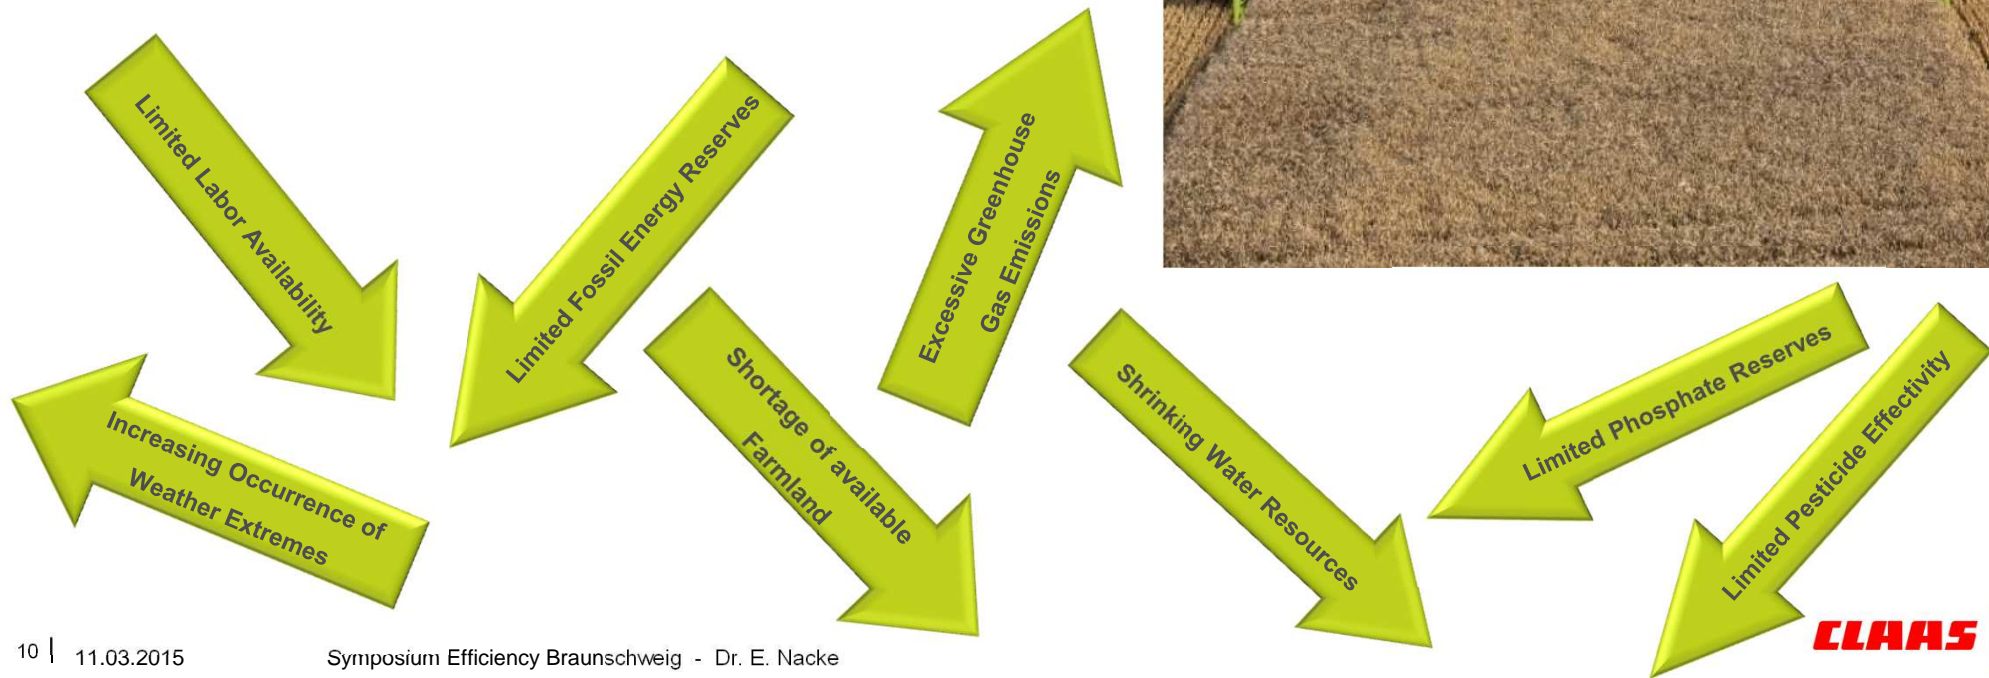 Limited Labor Availability
Limited Fossil Energy Reserves
Excessive Greenhouse
Gas Emissions
Increasing Occurrence of
Weather Extremes
Shortage of available
Farmland
Shrinking Water Resources
Limited Phosphate Reserves
Limited Pesticide Effectivity
10 | 11.03.2015 Symposium Efficiency Braunschweig - Dr. E. Nacke
CLAAS